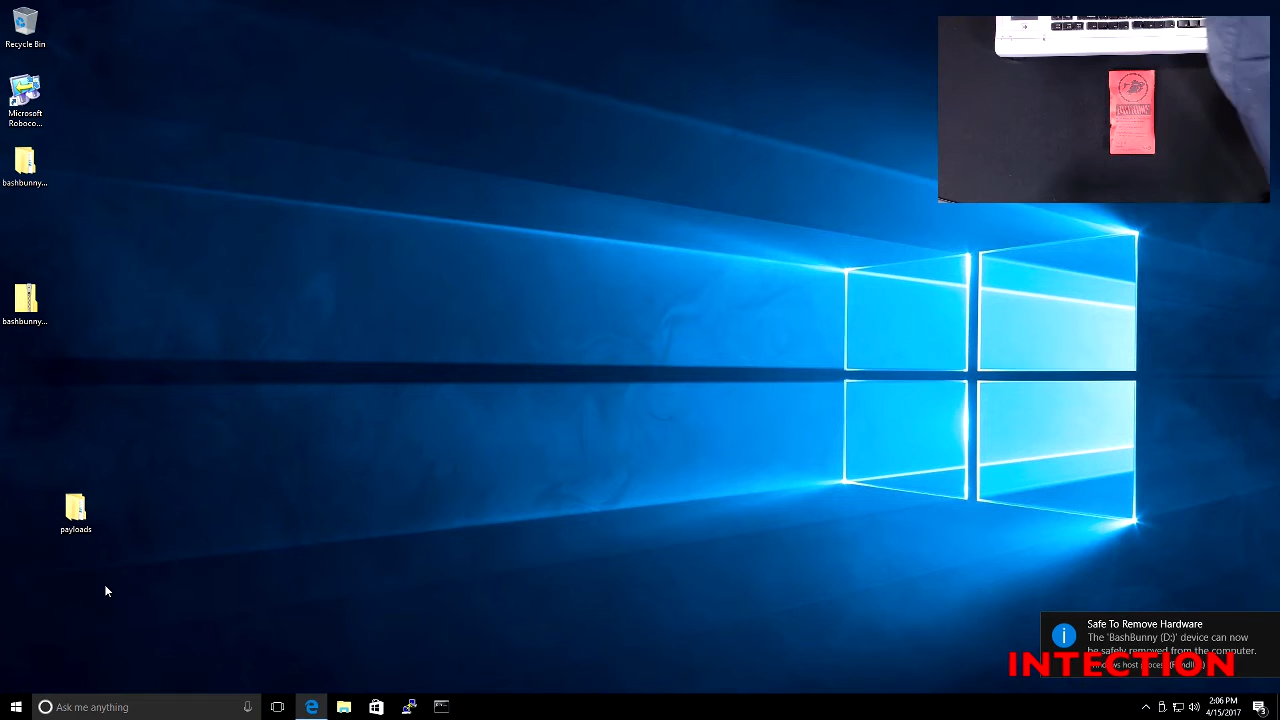 Recycle Bin
Microsoft
Roboco...
bashbunny...
bashbunny...
payloads
Safe To Remove Hardware
The 'BashBunny (D:)' device can now
be safely removed from the computer.
INTECTION
Ask me anything
2:06 PM
4/15/2017
3